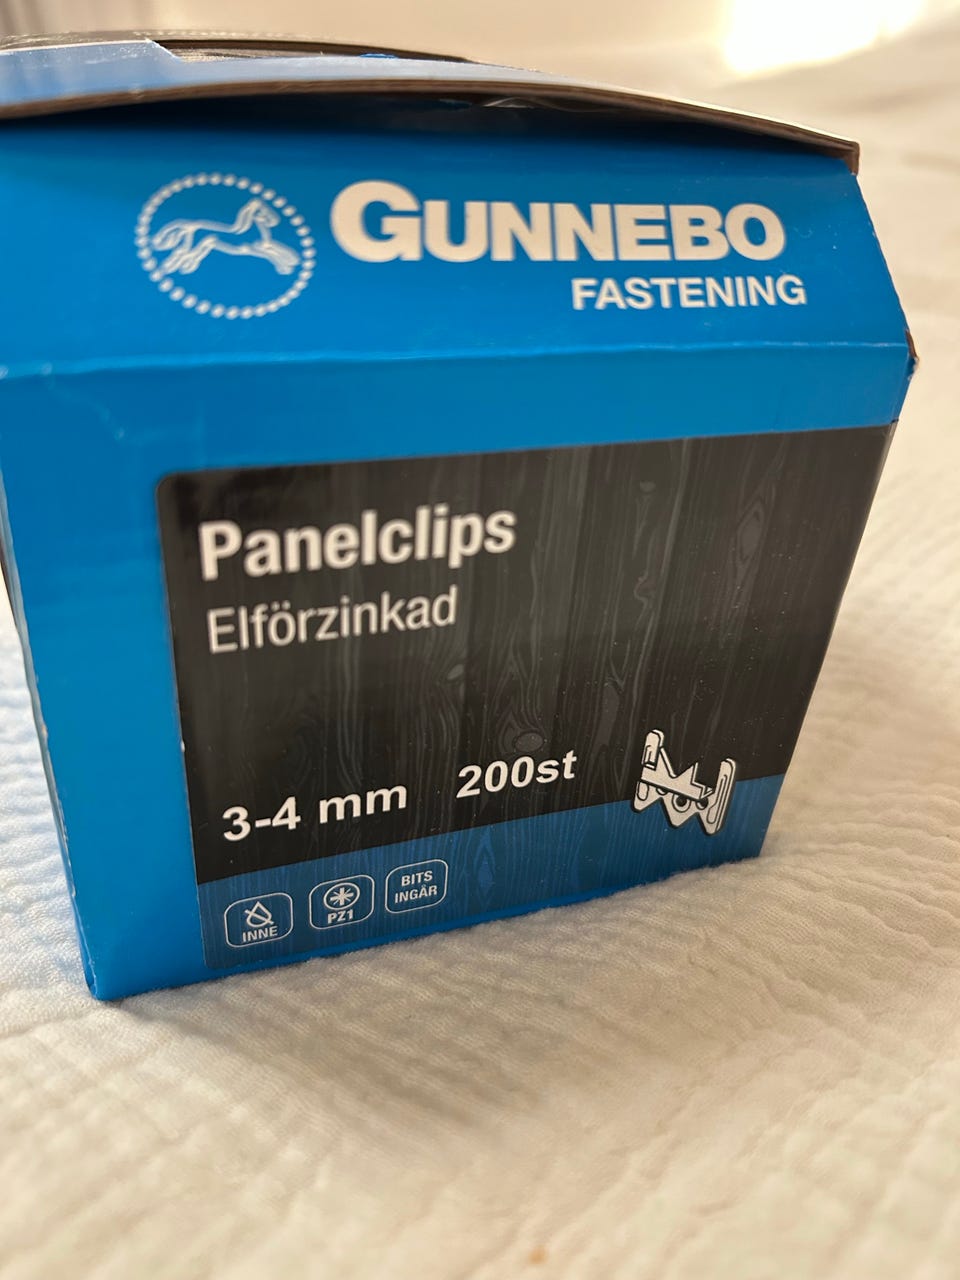 GUNNEBO
FASTENING
Panelclips
Elförzinkad
3-4 mm 200st
INNE
PZ1
BITS
INGÅR